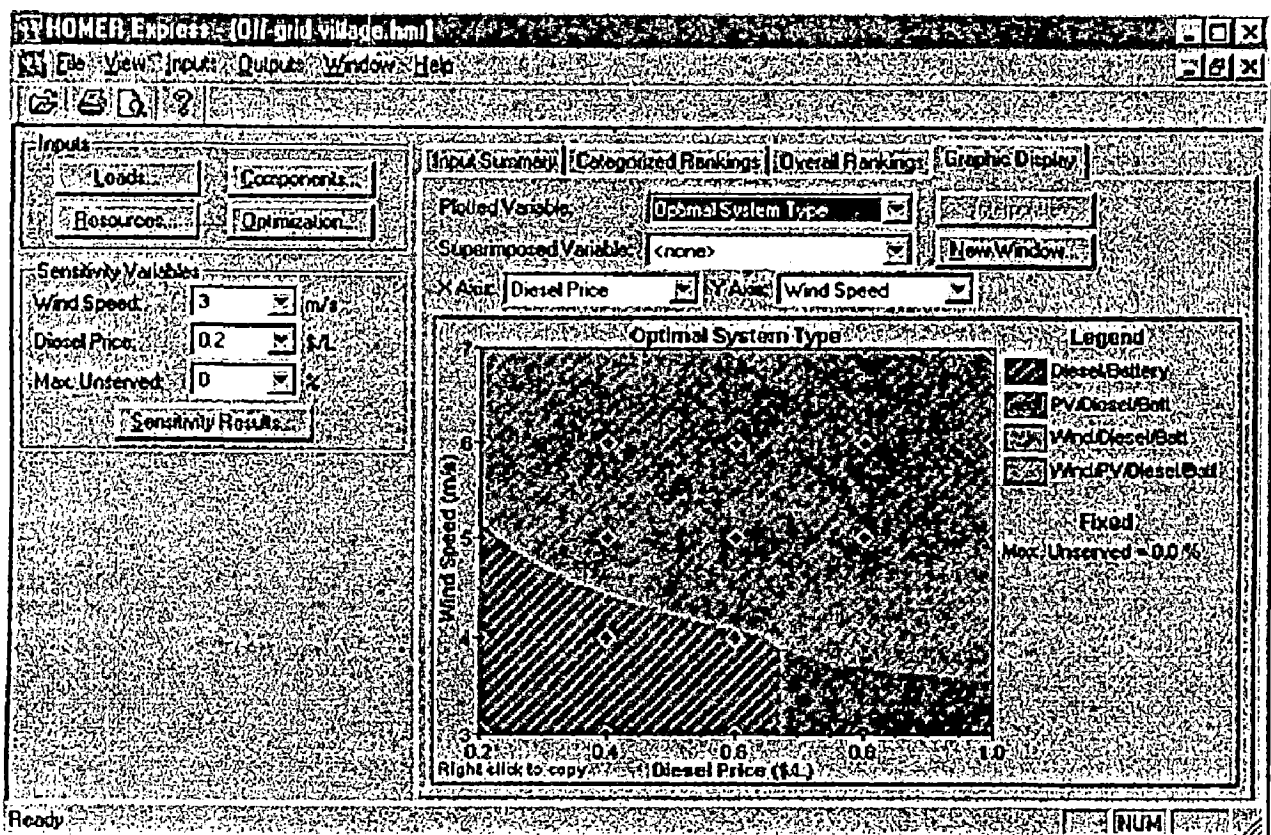 HOMER Express - [Off-grid village.hmr]
File View Inputs Outputs Window Help
Inputs
Loads...
Components...
Resources...
Optimization...
Sensitivity Variables
Wind Speed: 3 m/s
Diesel Price: 0.2 $/L
Max. Unserved: 0 %
Sensitivity Results...
Input Summary Categorized Rankings Overall Rankings Graphic Display
Plotted Variable: Optimal System Type
Superimposed Variable: <none>
New Window...
X Axis: Diesel Price
Y Axis: Wind Speed
Optimal System Type
Legend
Diesel/Battery
PV/Diesel/Batt
Wind/Diesel/Batt
Wind/PV/Diesel/Batt
Fixed
Max. Unserved = 0.0 %
Wind Speed (m/s)
7
6
5
4
3
0.2 0.4 0.6 0.8 1.0
Right click to copy
Diesel Price ($/L)
Ready
NUM